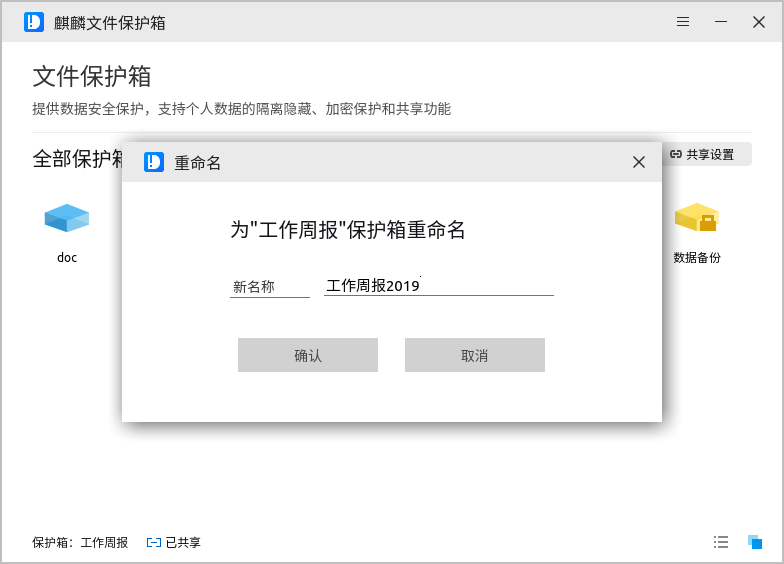 麒麟文件保护箱
文件保护箱
提供数据安全保护，支持个人数据的隔离隐藏、加密保护和共享功能
全部保护箱
共享设置
重命名
为"工作周报"保护箱重命名
新名称
工作周报2019
确认
取消
doc
数据备份
保护箱：工作周报
已共享